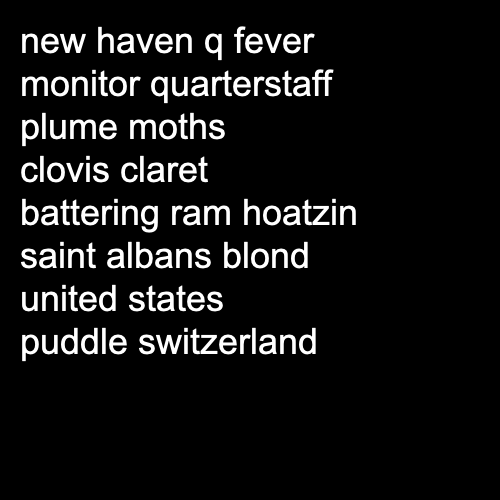 new haven q fever
monitor quarterstaff
plume moths
clovis claret
battering ram hoatzin
saint albans blond
united states
puddle switzerland